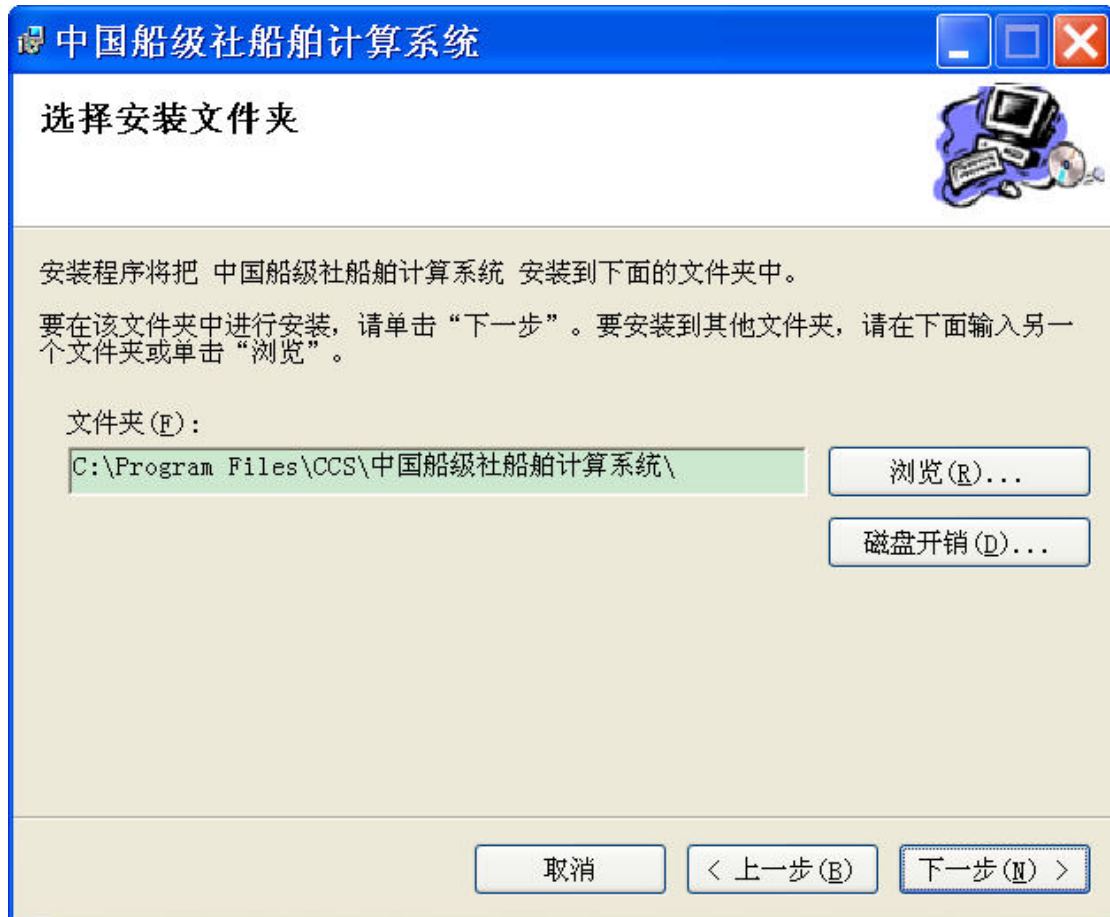 中国船级社船舶计算系统
选择安装文件夹
安装程序将把 中国船级社船舶计算系统 安装到下面的文件夹中。
要在该文件夹中进行安装，请单击“下一步”。要安装到其他文件夹，请在下面输入另一
个文件夹或单击“浏览”。
文件夹(F):
C:\Program Files\CCS\中国船级社船舶计算系统\
浏览(R)...
磁盘开销(D)...
取消
< 上一步(B)
下一步(N) >